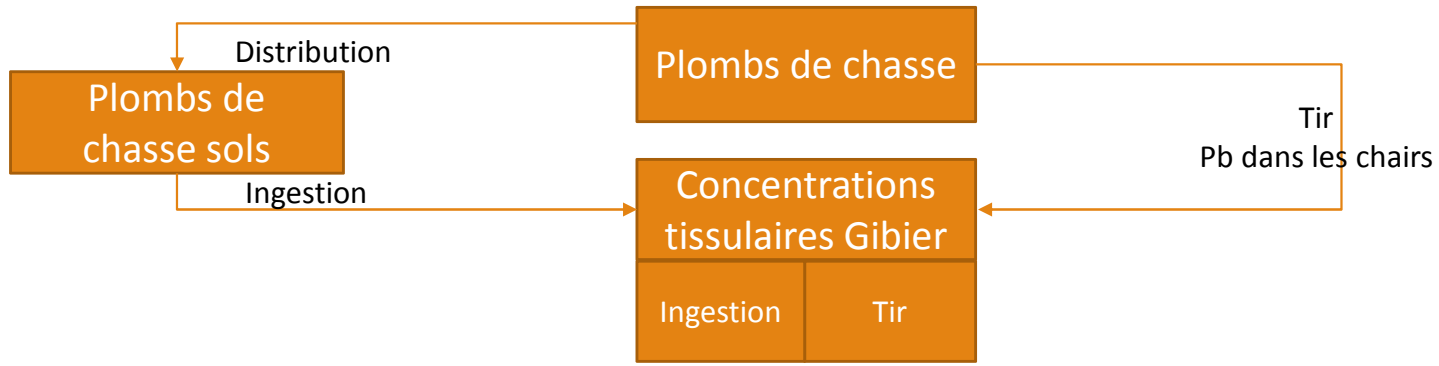 Distribution
Plombs de chasse
Plombs de
chasse sols
Tir
Pb dans les chairs
Ingestion
Concentrations
tissulaires Gibier
Ingestion
Tir